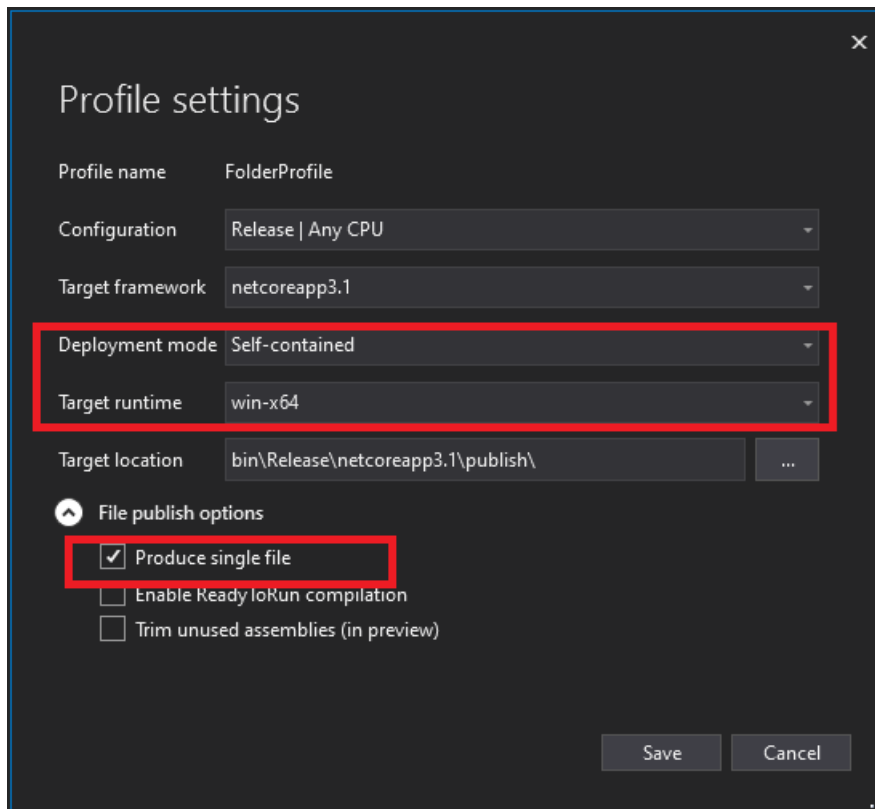 Profile settings
Profile name FolderProfile
Configuration Release | Any CPU
Target framework netcoreapp3.1
Deployment mode Self-contained
Target runtime win-x64
Target location bin\Release\netcoreapp3.1\publish\ ...
File publish options
Produce single file
Enable ReadyToRun compilation
Trim unused assemblies (in preview)
Save Cancel